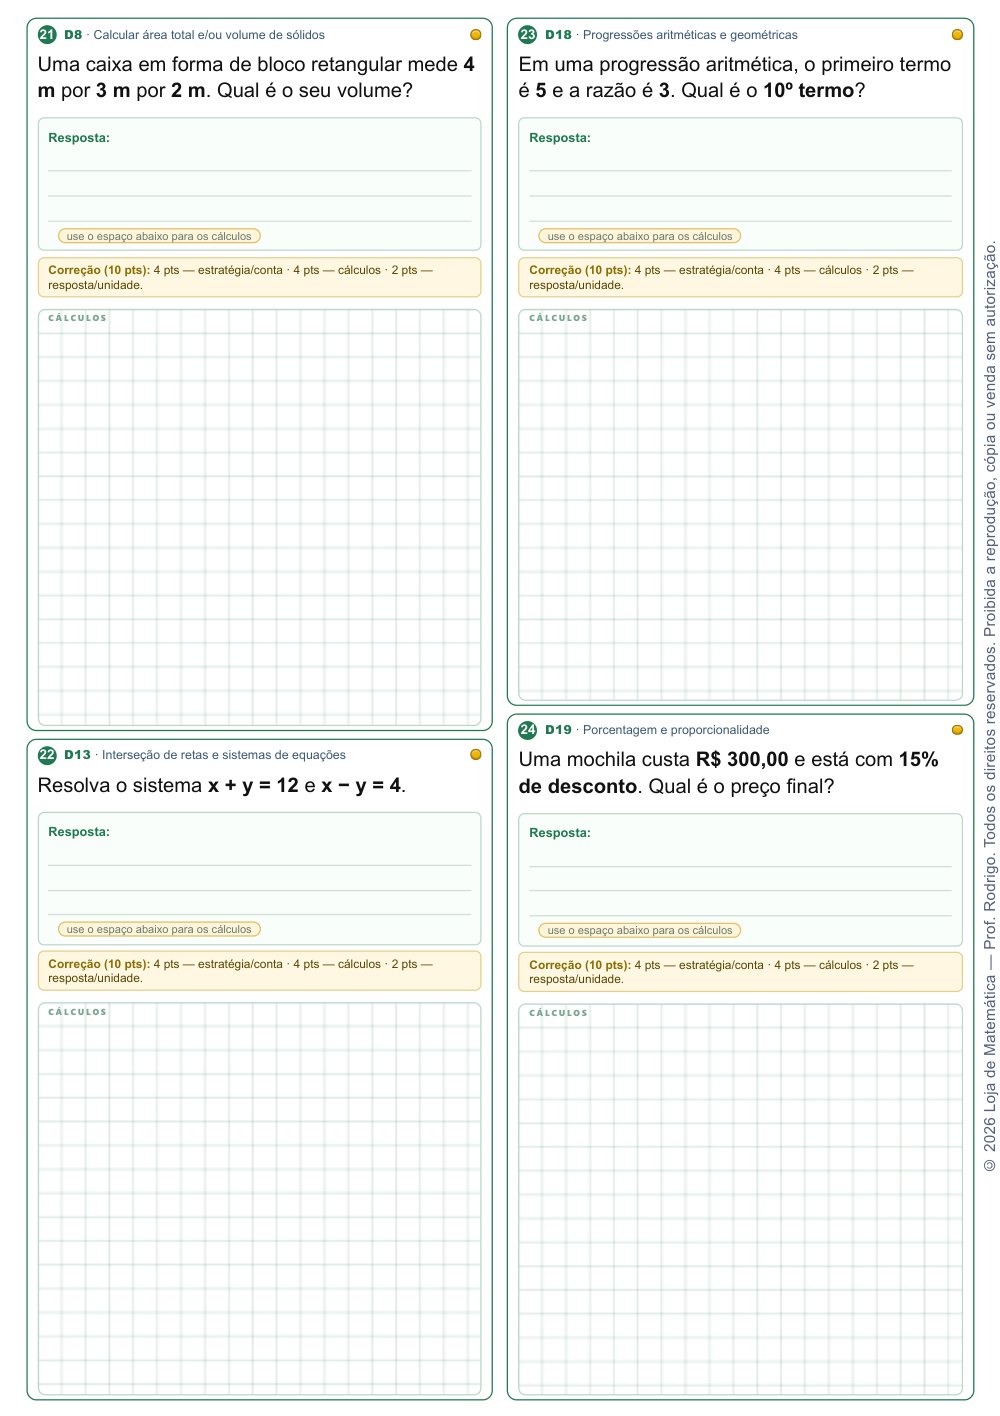 21 D8 · Calcular área total e/ou volume de sólidos
Uma caixa em forma de bloco retangular mede 4
m por 3 m por 2 m. Qual é o seu volume?
Resposta:
use o espaço abaixo para os cálculos
Correção (10 pts): 4 pts — estratégia/conta · 4 pts — cálculos · 2 pts —
resposta/unidade.
CÁLCULOS
22 D13 · Interseção de retas e sistemas de equações
Resolva o sistema x + y = 12 e x − y = 4.
Resposta:
use o espaço abaixo para os cálculos
Correção (10 pts): 4 pts — estratégia/conta · 4 pts — cálculos · 2 pts —
resposta/unidade.
CÁLCULOS
23 D18 · Progressões aritméticas e geométricas
Em uma progressão aritmética, o primeiro termo
é 5 e a razão é 3. Qual é o 10º termo?
Resposta:
use o espaço abaixo para os cálculos
Correção (10 pts): 4 pts — estratégia/conta · 4 pts — cálculos · 2 pts —
resposta/unidade.
CÁLCULOS
24 D19 · Porcentagem e proporcionalidade
Uma mochila custa R$ 300,00 e está com 15%
de desconto. Qual é o preço final?
Resposta:
use o espaço abaixo para os cálculos
Correção (10 pts): 4 pts — estratégia/conta · 4 pts — cálculos · 2 pts —
resposta/unidade.
CÁLCULOS
© 2026 Loja de Matemática — Prof. Rodrigo. Todos os direitos reservados. Proibida a reprodução, cópia ou venda sem autorização.